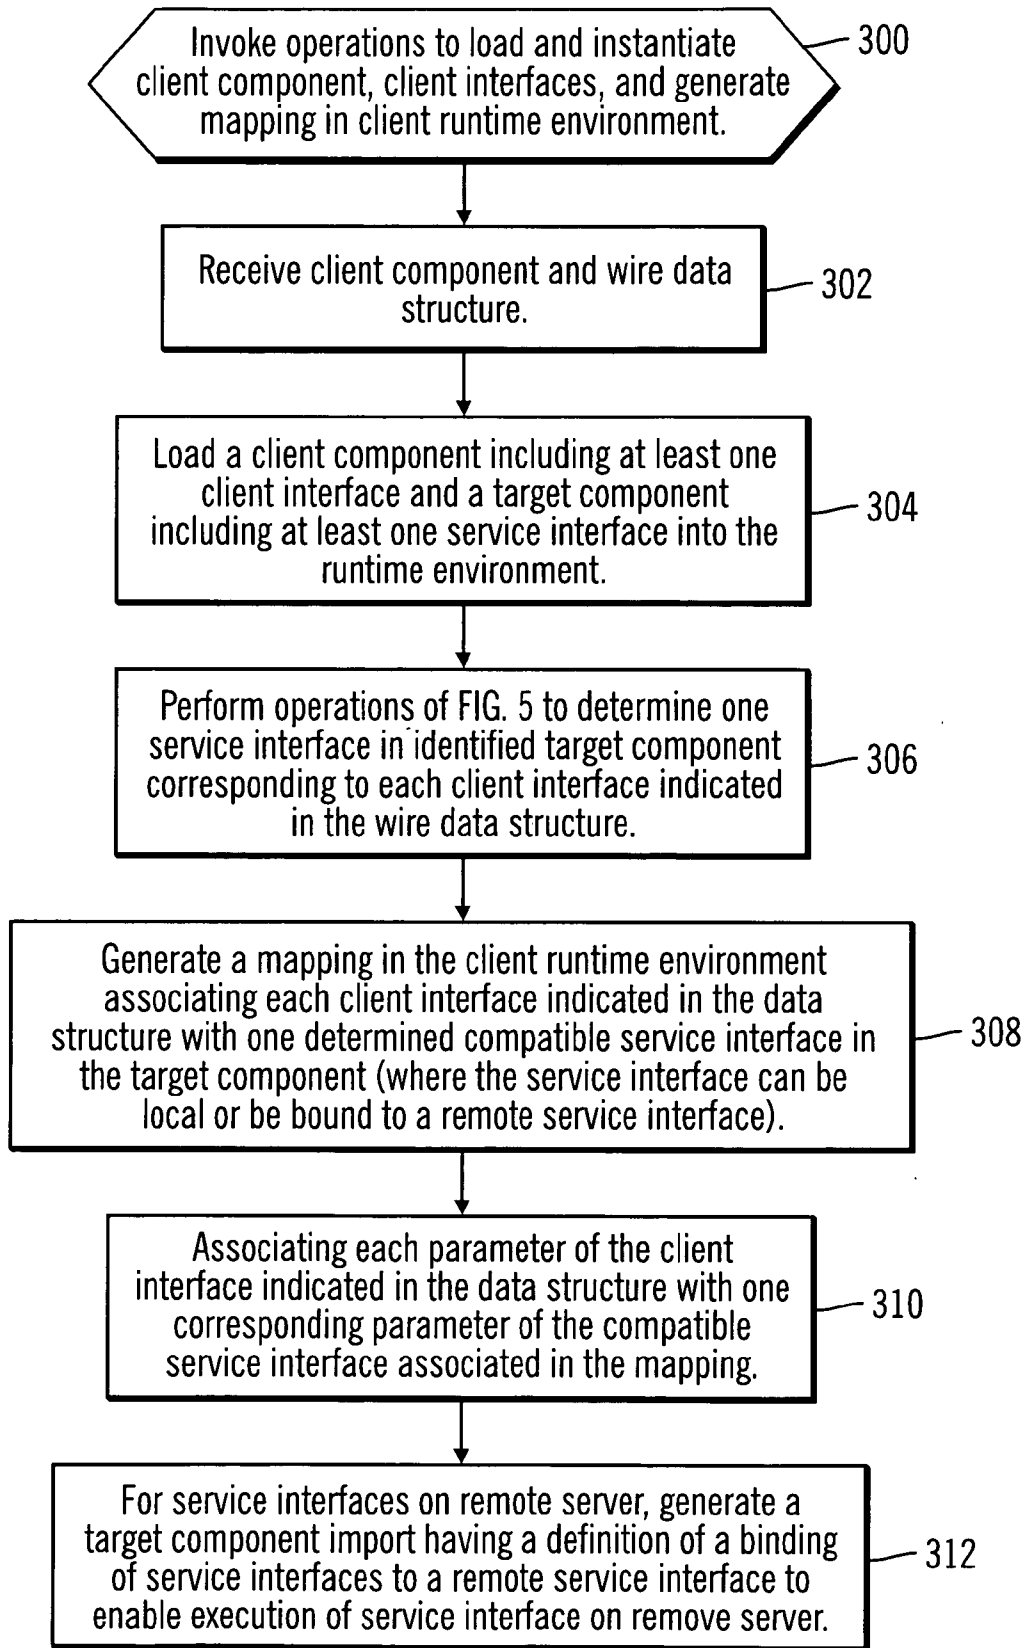 Invoke operations to load and instantiate
client component, client interfaces, and generate
mapping in client runtime environment.
300
Receive client component and wire data
structure.
302
Load a client component including at least one
client interface and a target component
including at least one service interface into the
runtime environment.
304
Perform operations of FIG. 5 to determine one
service interface in identified target component
corresponding to each client interface indicated
in the wire data structure.
306
Generate a mapping in the client runtime environment
associating each client interface indicated in the data
structure with one determined compatible service interface in
the target component (where the service interface can be
local or be bound to a remote service interface).
308
Associating each parameter of the client
interface indicated in the data structure with one
corresponding parameter of the compatible
service interface associated in the mapping.
310
For service interfaces on remote server, generate a
target component import having a definition of a binding
of service interfaces to a remote service interface to
enable execution of service interface on remove server.
312